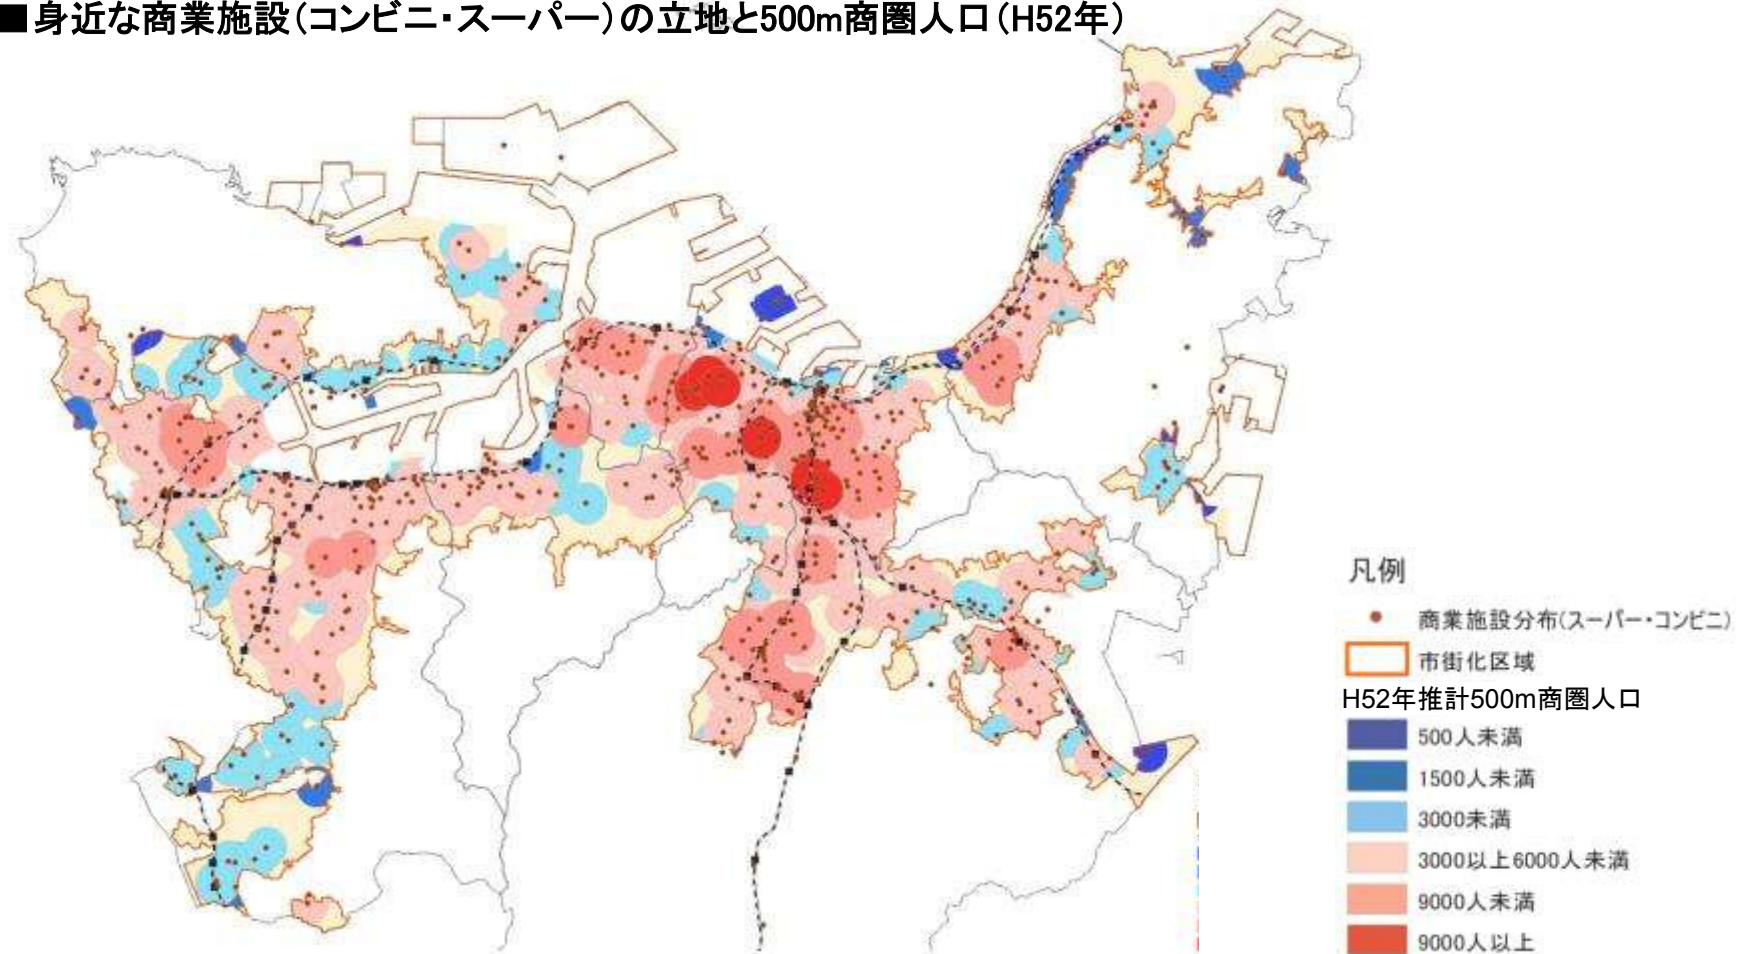 ■身近な商業施設(コンビニ・スーパー)の立地と500m商圏人口(H52年)
凡例
商業施設分布(スーパー・コンビニ)
市街化区域
H52年推計500m商圏人口
500人未満
1500人未満
3000未満
3000以上6000人未満
9000人未満
9000人以上